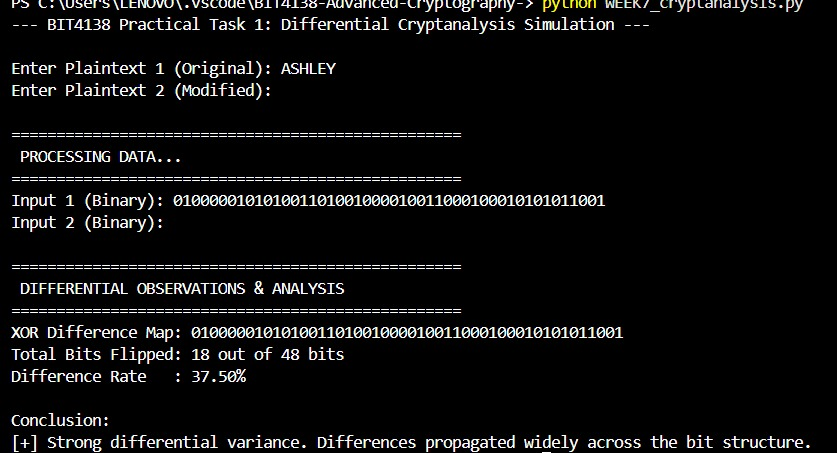 PS C:\Users\LENOVO\.vscode\BIT4138-Advanced-Cryptography-> python WEEK7_cryptanalysis.py
--- BIT4138 Practical Task 1: Differential Cryptanalysis Simulation ---
Enter Plaintext 1 (Original): ASHLEY
Enter Plaintext 2 (Modified):
==================================================
PROCESSING DATA...
==================================================
Input 1 (Binary): 010000010101001101001000010011000100010101011001
Input 2 (Binary):
==================================================
DIFFERENTIAL OBSERVATIONS & ANALYSIS
==================================================
XOR Difference Map: 010000010101001101001000010011000100010101011001
Total Bits Flipped: 18 out of 48 bits
Difference Rate   : 37.50%
Conclusion:
[+] Strong differential variance. Differences propagated widely across the bit structure.